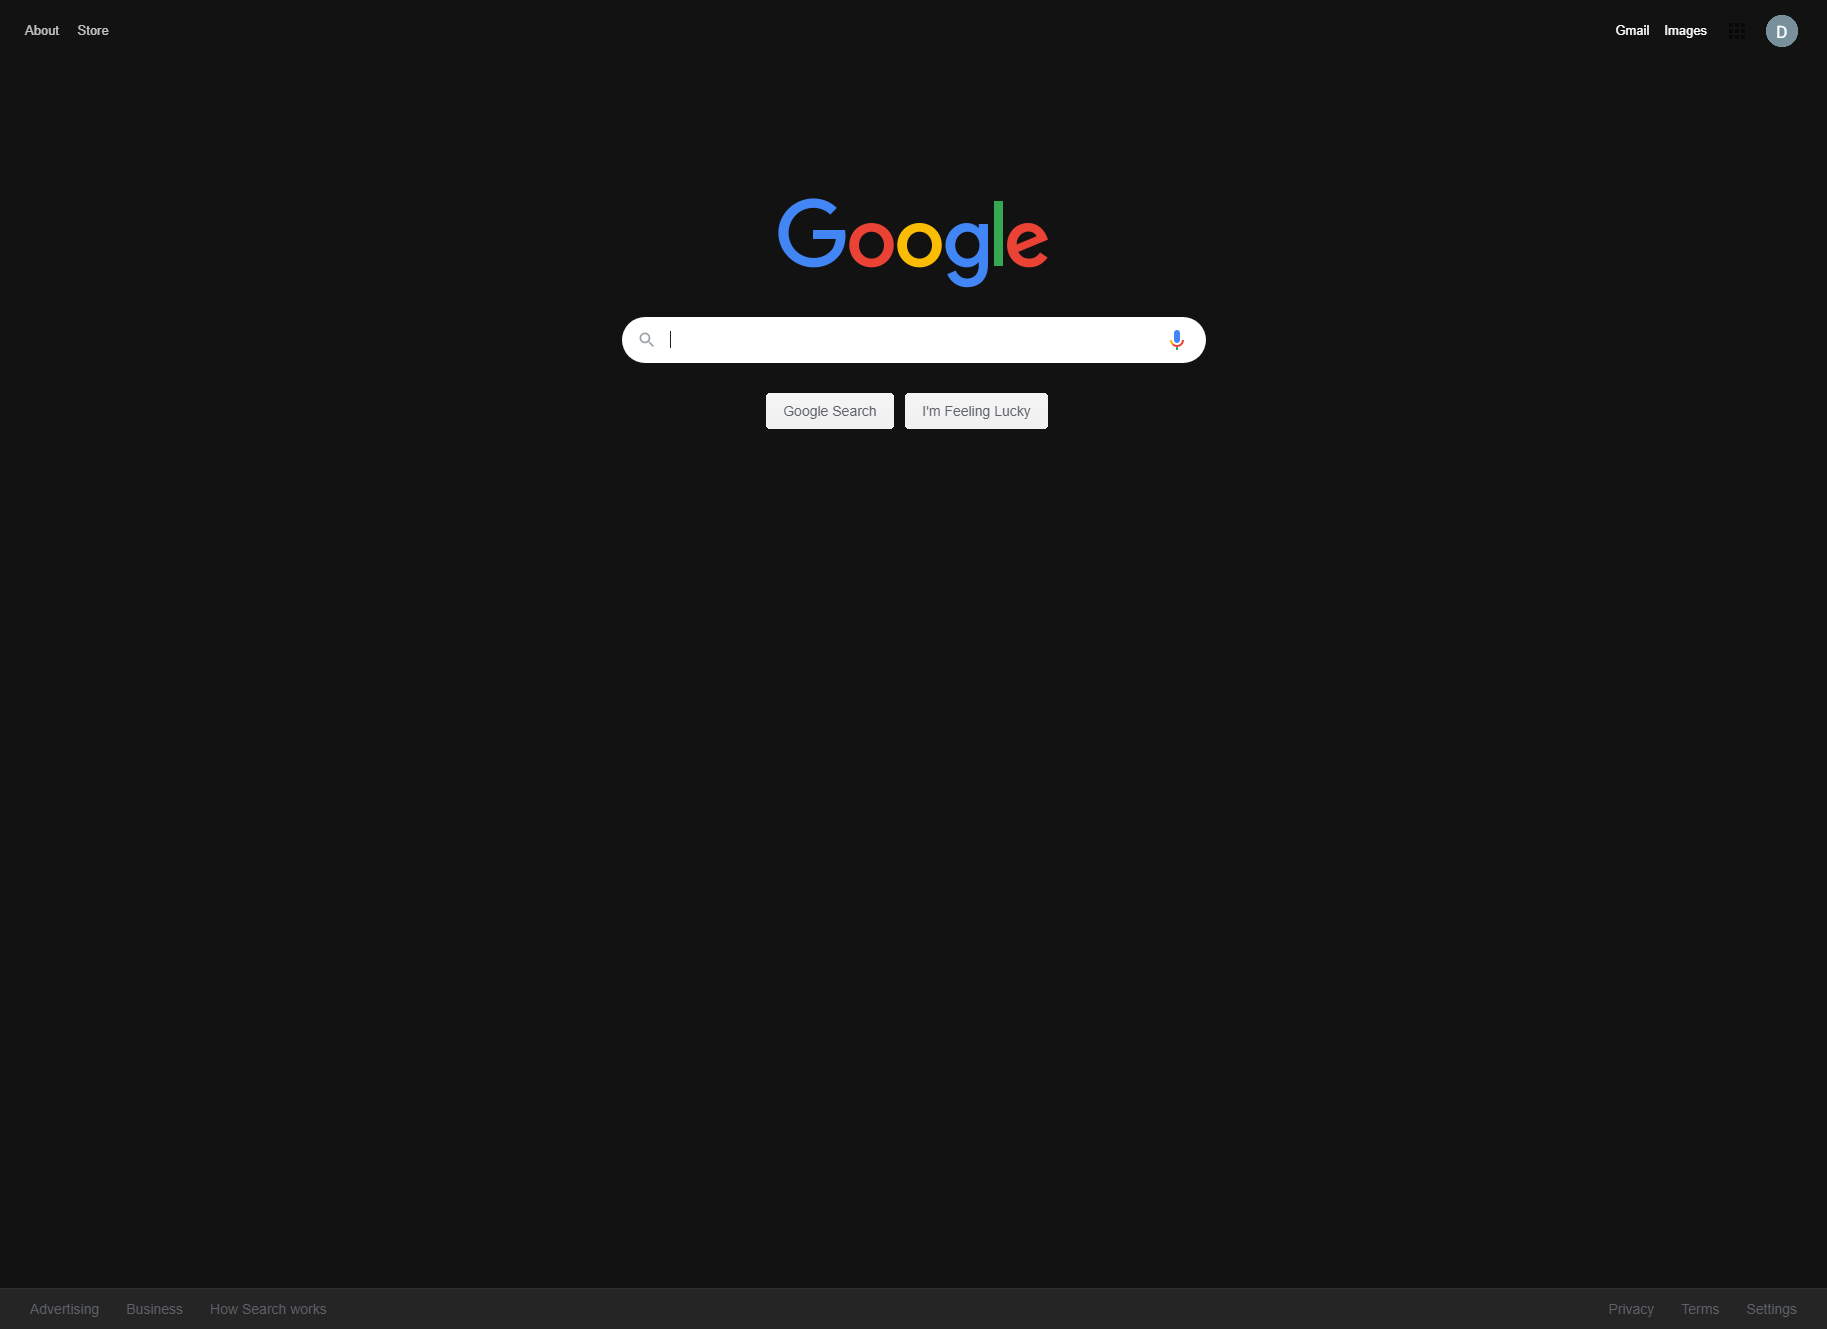 About Store
Gmail Images
D
Google
Google Search I'm Feeling Lucky
Advertising Business How Search works
Privacy Terms Settings